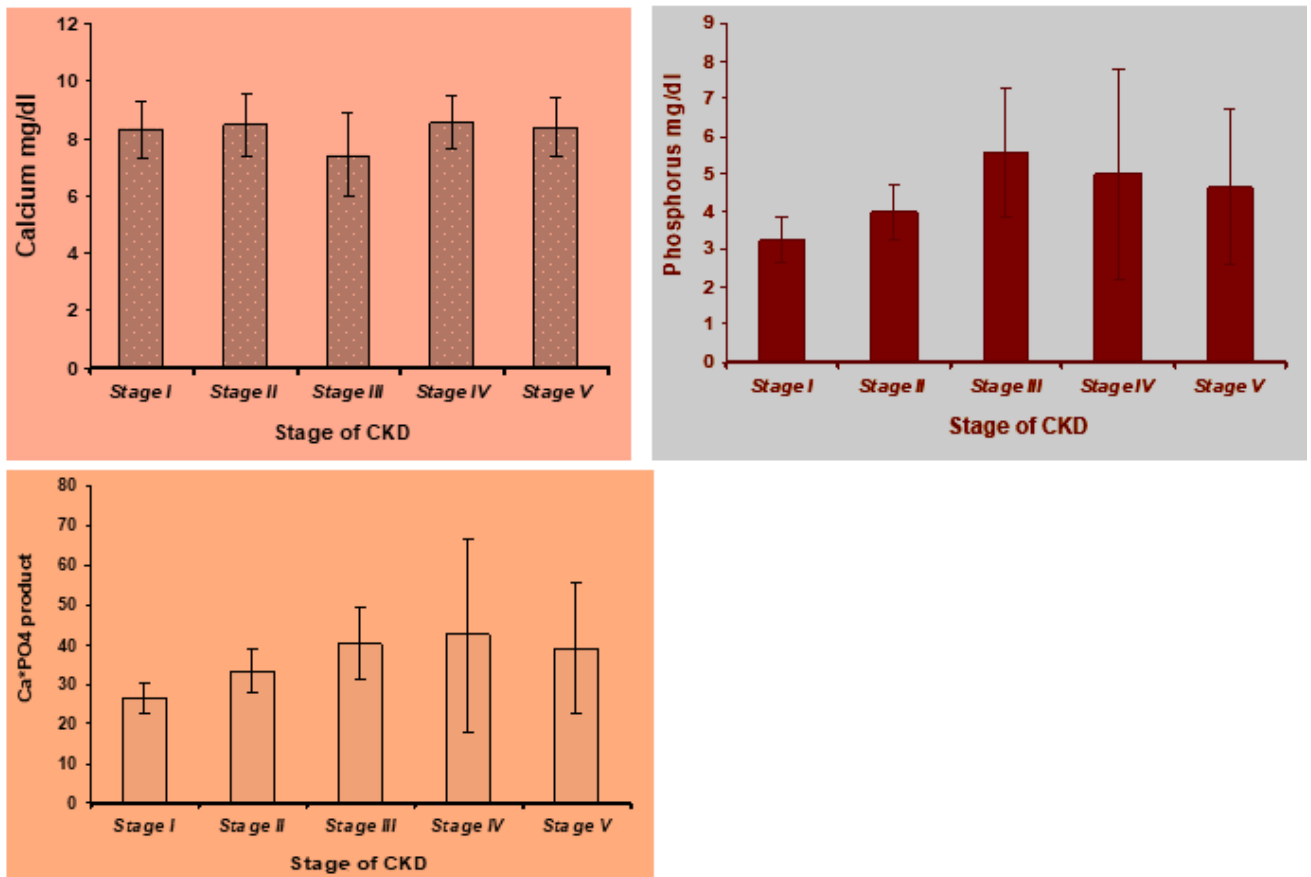 Calcium mg/dl
12
10
8
6
4
2
0
Stage I Stage II Stage III Stage IV Stage V
Stage of CKD
Phosphorus mg/dl
9
8
7
6
5
4
3
2
1
0
Stage I Stage II Stage III Stage IV Stage V
Stage of CKD
Ca*PO4 product
80
70
60
50
40
30
20
10
0
Stage I Stage II Stage III Stage IV Stage V
Stage of CKD